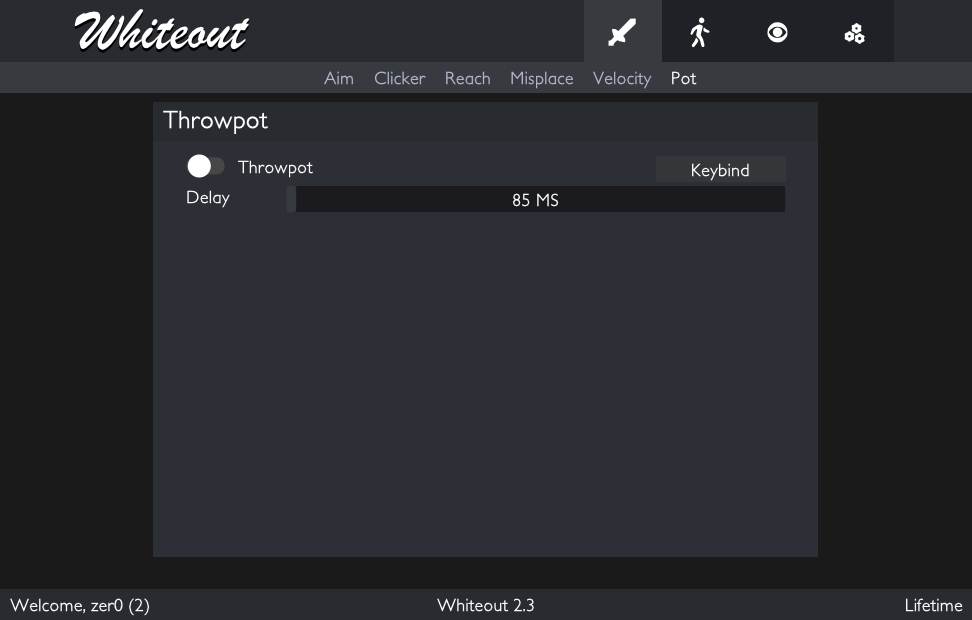 Whiteout
Aim Clicker Reach Misplace Velocity Pot
Throwpot
Throwpot Keybind
Delay 85 MS
Welcome, zer0 (2) Whiteout 2.3 Lifetime